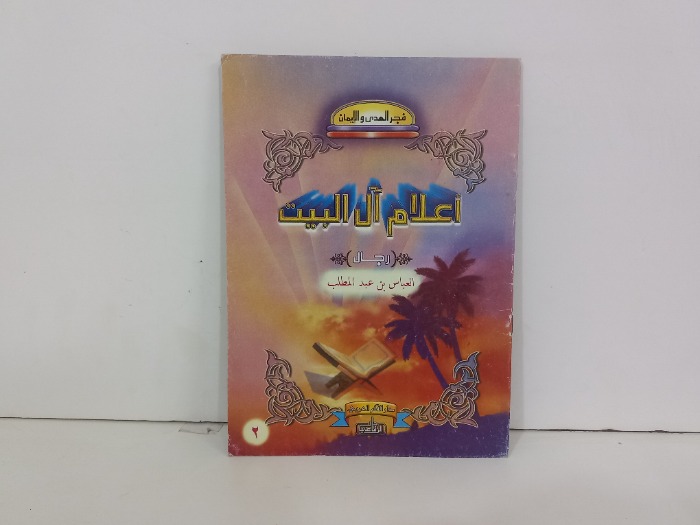 فجر الهدى والإيمان
أعلام آل البيت
(رجال)
العباس بن عبد المطلب
٢